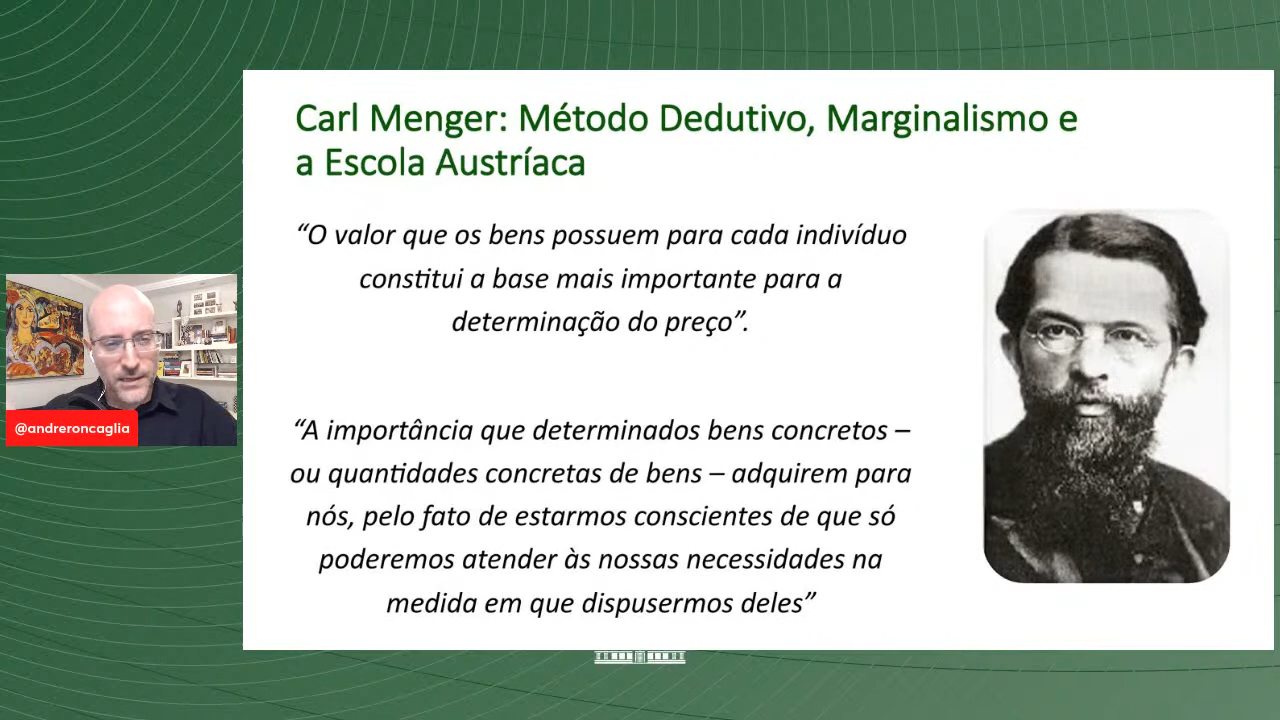 Carl Menger: Método Dedutivo, Marginalismo e
a Escola Austríaca
“O valor que os bens possuem para cada indivíduo
constitui a base mais importante para a
determinação do preço”.
“A importância que determinados bens concretos –
ou quantidades concretas de bens – adquirem para
nós, pelo fato de estarmos conscientes de que só
poderemos atender às nossas necessidades na
medida em que dispusermos deles”
@andreroncaglia